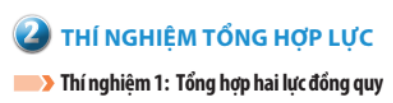 2 THÍ NGHIỆM TỔNG HỢP LỰC
Thí nghiệm 1: Tổng hợp hai lực đồng quy